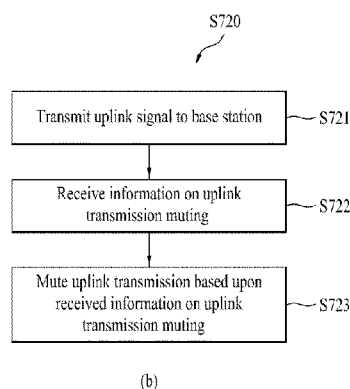 S720
Transmit uplink signal to base station
S721
Receive information on uplink
transmission muting
S722
Mute uplink transmission based upon
received information on uplink
transmission muting
S723
(b)